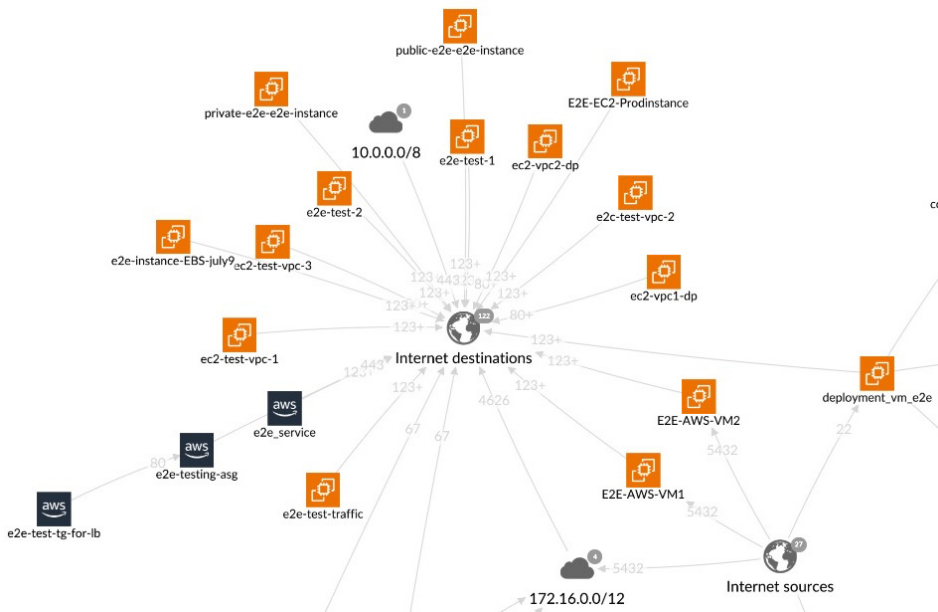 public-e2e-e2e-instance
private-e2e-e2e-instance
E2E-EC2-Prodinstance
1
10.0.0.0/8
e2e-test-1
ec2-vpc2-dp
e2e-test-2
e2c-test-vpc-2
e2e-instance-EBS-july9
ec2-test-vpc-3
ec2-vpc1-dp
123+
123+
443
80
123+
123+
123+
123+
80+
122
ec2-test-vpc-1
123+
Internet destinations
123+
123+
443
123+
123+
aws
e2e_service
4626
deployment_vm_e2e
E2E-AWS-VM2
67
67
22
5432
aws
e2e-testing-asg
80
E2E-AWS-VM1
aws
e2e-test-tg-for-lb
e2e-test-traffic
5432
27
4
5432
Internet sources
172.16.0.0/12